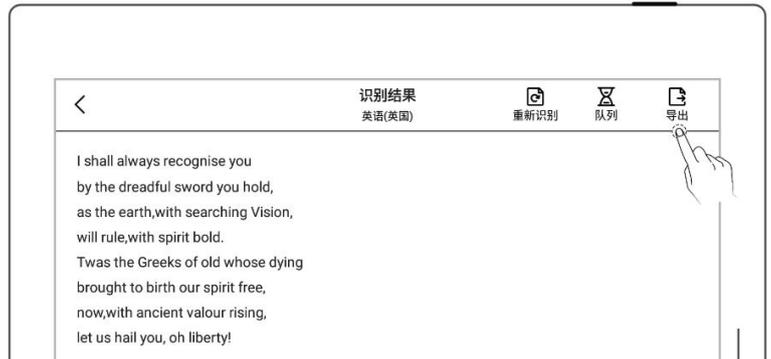 识别结果
英语(英国)
重新识别
队列
导出
I shall always recognise you
by the dreadful sword you hold,
as the earth,with searching Vision,
will rule,with spirit bold.
Twas the Greeks of old whose dying
brought to birth our spirit free,
now,with ancient valour rising,
let us hail you, oh liberty!